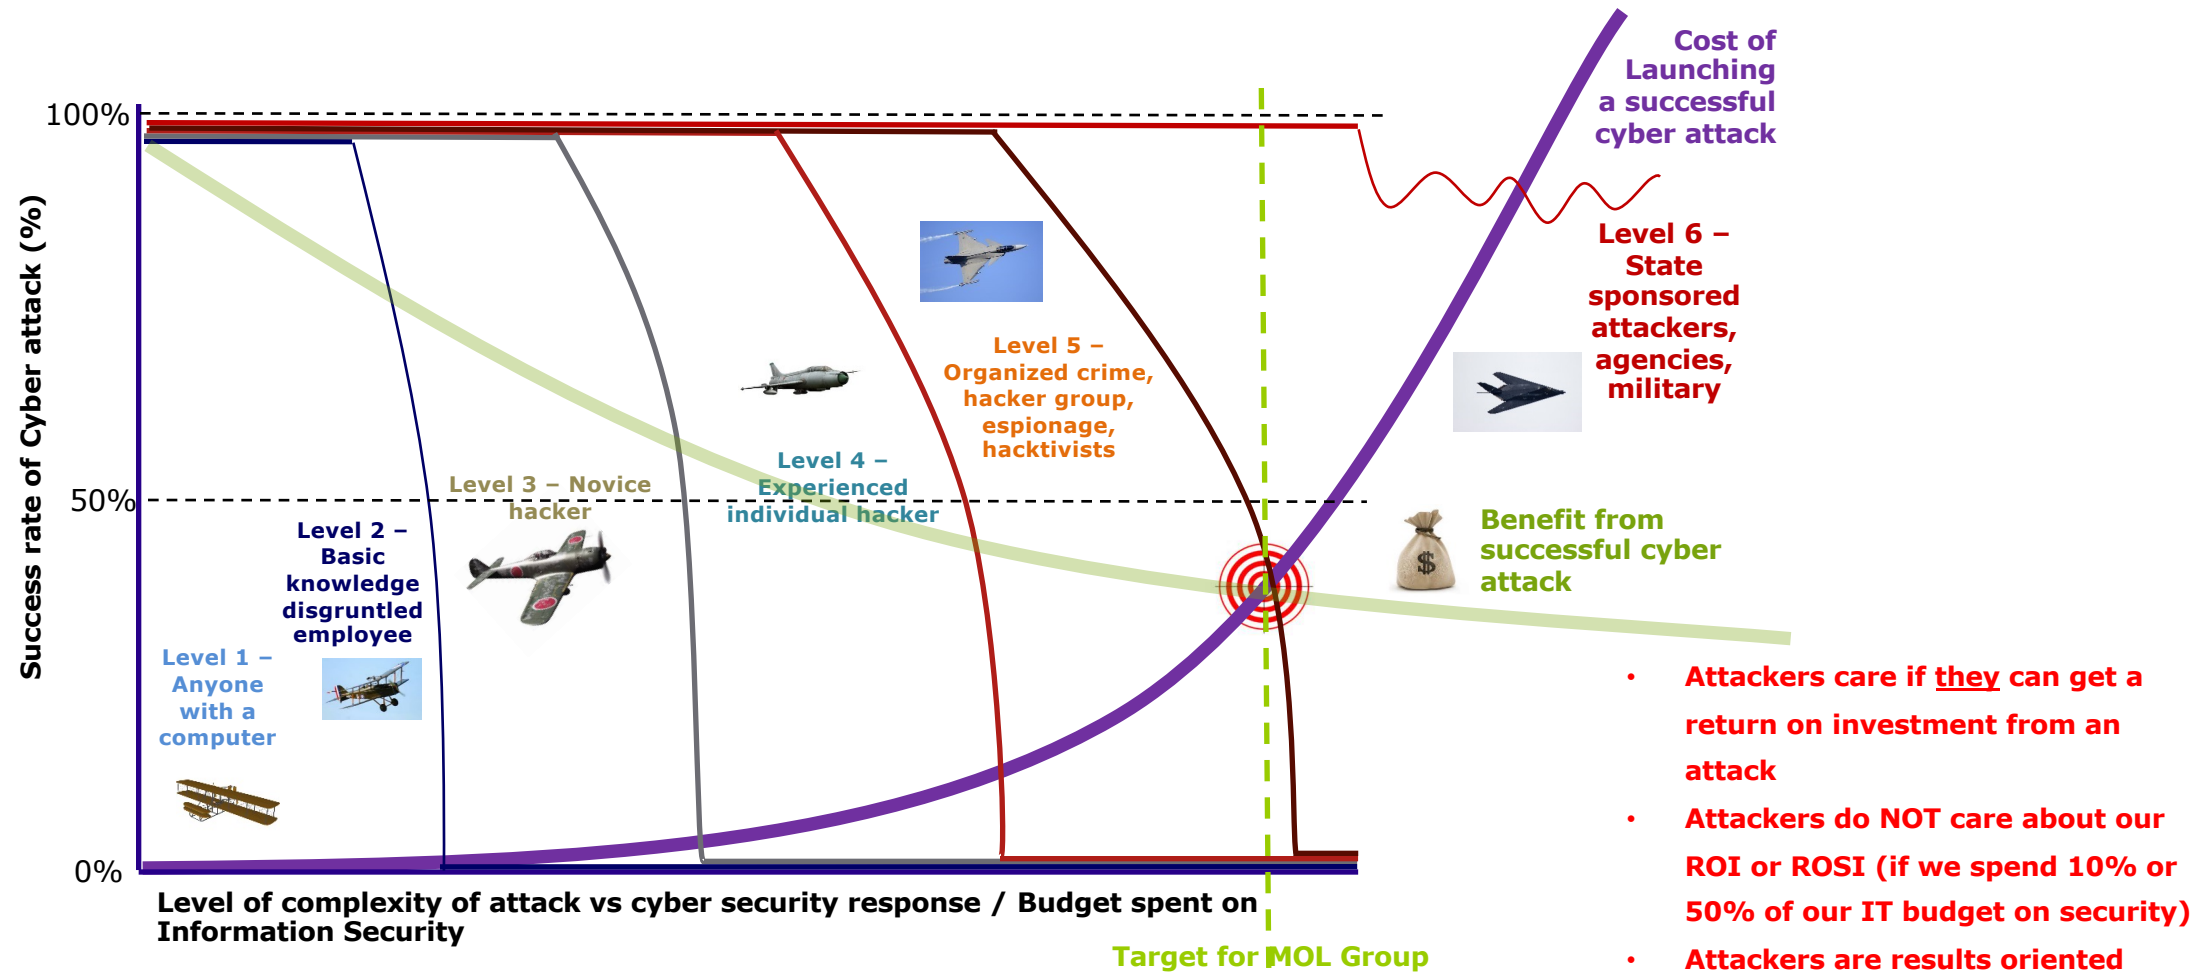 Cost of
Launching
a successful
cyber attack
100%
Success rate of Cyber attack (%)
Level 6 –
State
sponsored
attackers,
agencies,
military
Level 5 –
Organized crime,
hacker group,
espionage,
hacktivists
Level 4 –
Experienced
individual hacker
Level 3 – Novice
hacker
50%
Level 2 –
Basic
knowledge
disgruntled
employee
Benefit from
successful cyber
attack
$
Level 1 –
Anyone
with a
computer
• Attackers care if they can get a
return on investment from an
attack
• Attackers do NOT care about our
ROI or ROSI (if we spend 10% or
50% of our IT budget on security)
• Attackers are results oriented
0%
Level of complexity of attack vs cyber security response / Budget spent on
Information Security
Target for MOL Group